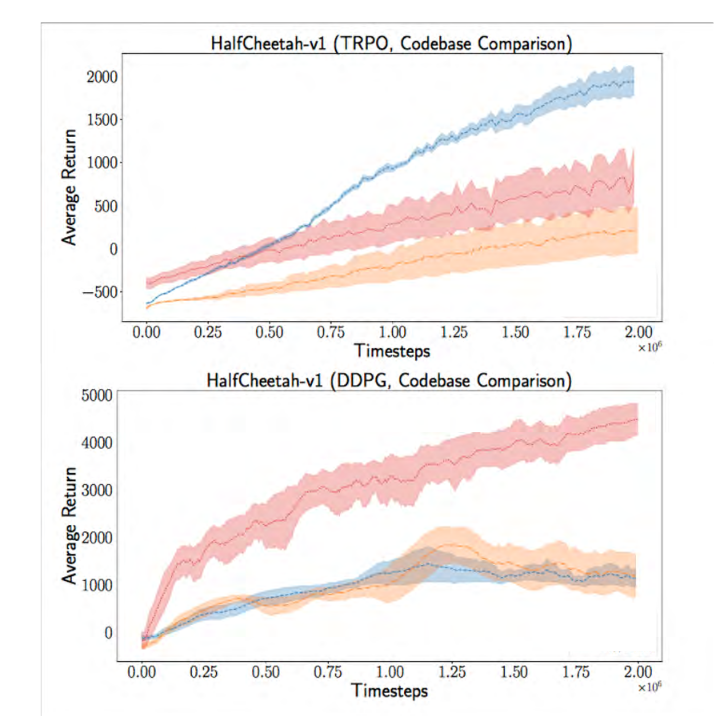 HalfCheetah-v1 (TRPO, Codebase Comparison)
2000
1500
1000
500
0
−500
Average Return
0.00 0.25 0.50 0.75 1.00 1.25 1.50 1.75 2.00
×10⁶
Timesteps
HalfCheetah-v1 (DDPG, Codebase Comparison)
5000
4000
3000
2000
1000
0
Average Return
0.00 0.25 0.50 0.75 1.00 1.25 1.50 1.75 2.00
×10⁶
Timesteps